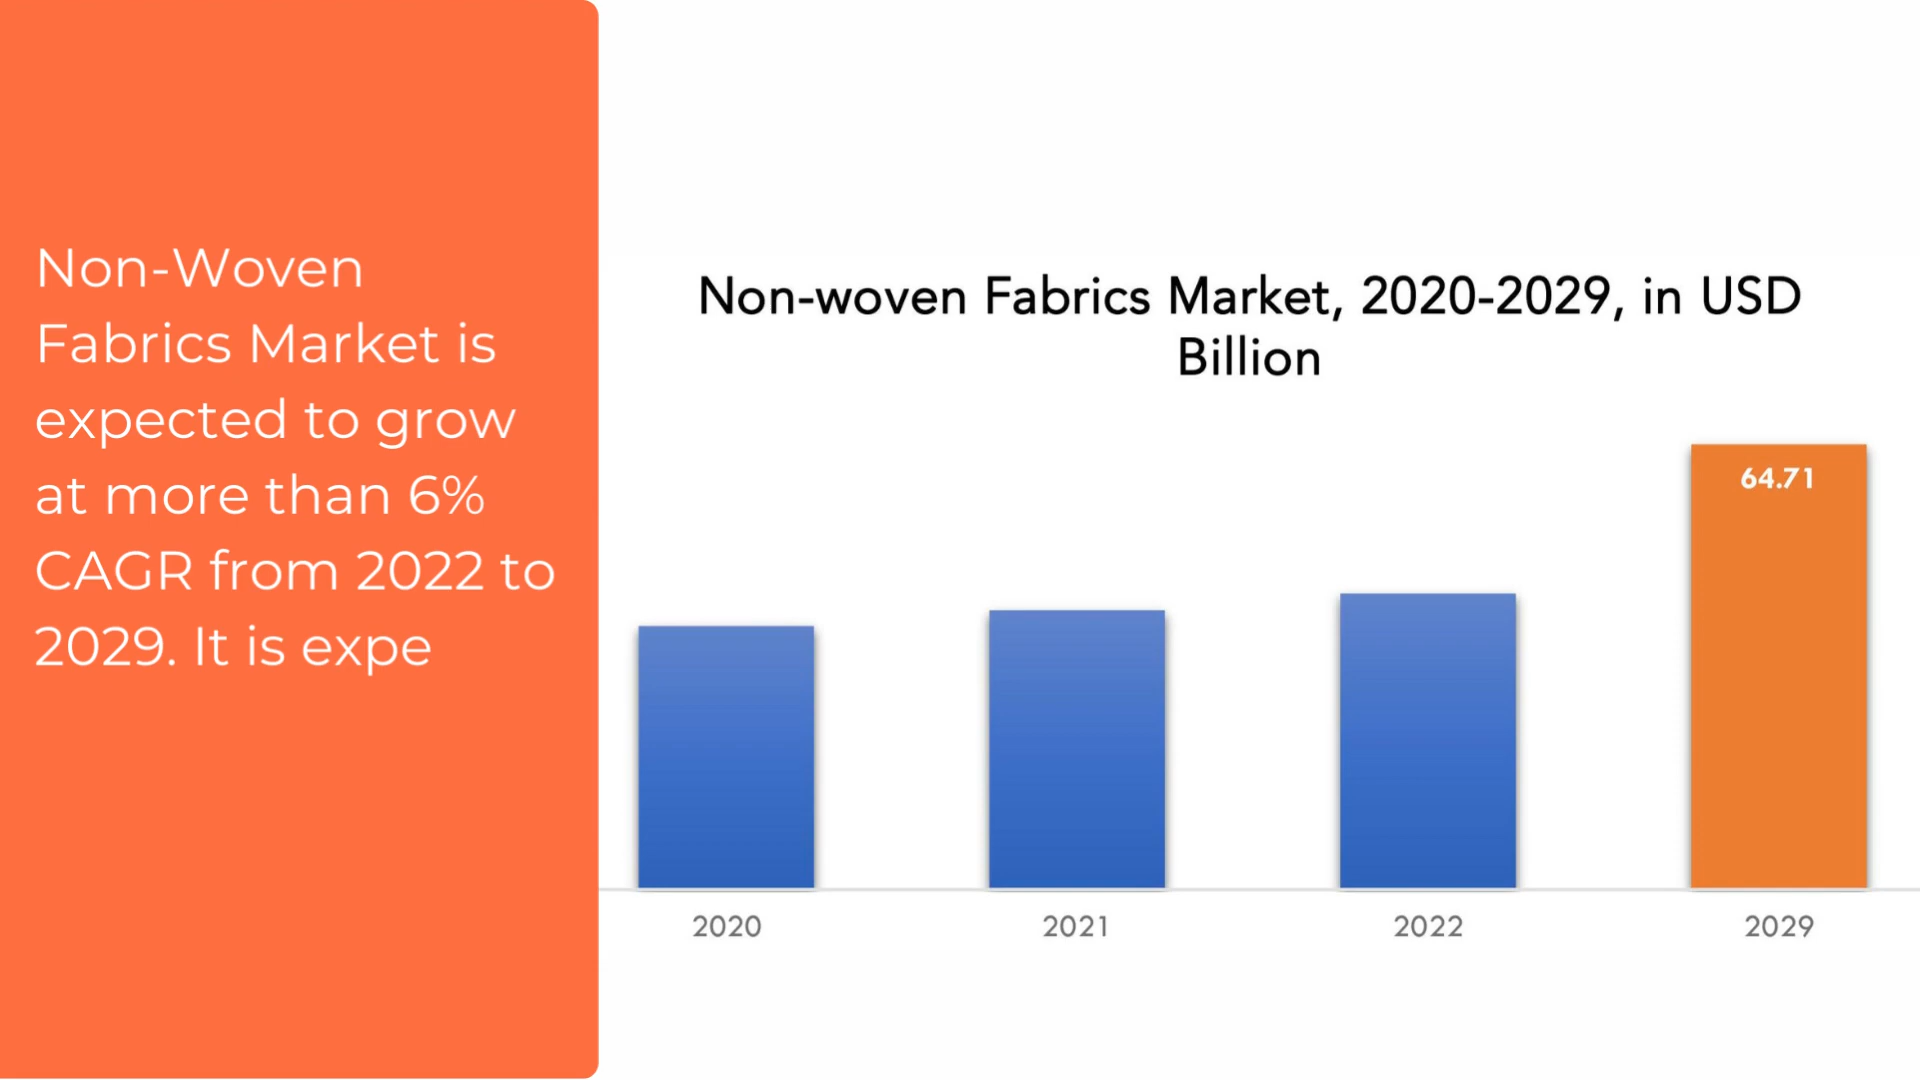 Non-Woven
Fabrics Market is
expected to grow
at more than 6%
CAGR from 2022 to
2029. It is expe
Non-woven Fabrics Market, 2020-2029, in USD
Billion
64.71
2020
2021
2022
2029